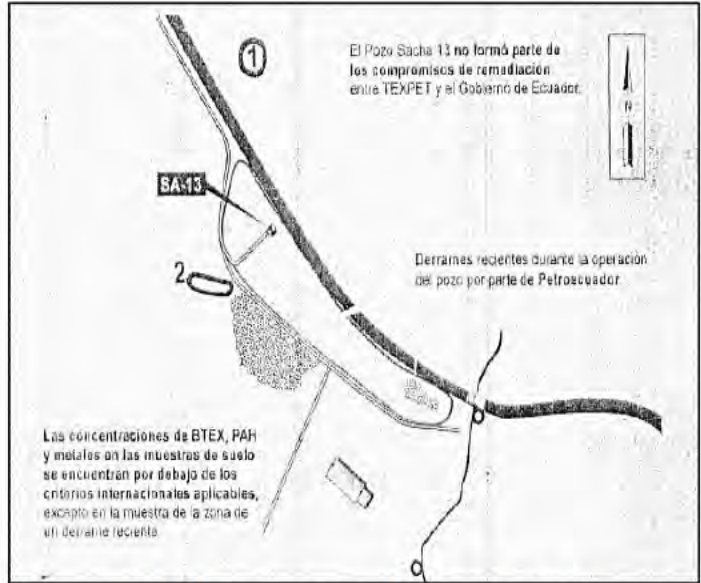 1
El Pozo Sacha 13 no formó parte de
los compromisos de remediación
entre TEXPET y el Gobierno de Ecuador.
N
SA-13
Derrames recientes durante la operación
del pozo por parte de Petroecuador
2
Las concentraciones de BTEX, PAH
y metales en las muestras de suelo
se encuentran por debajo de los
criterios internacionales aplicables,
excepto en la muestra de la zona de
un derrame reciente